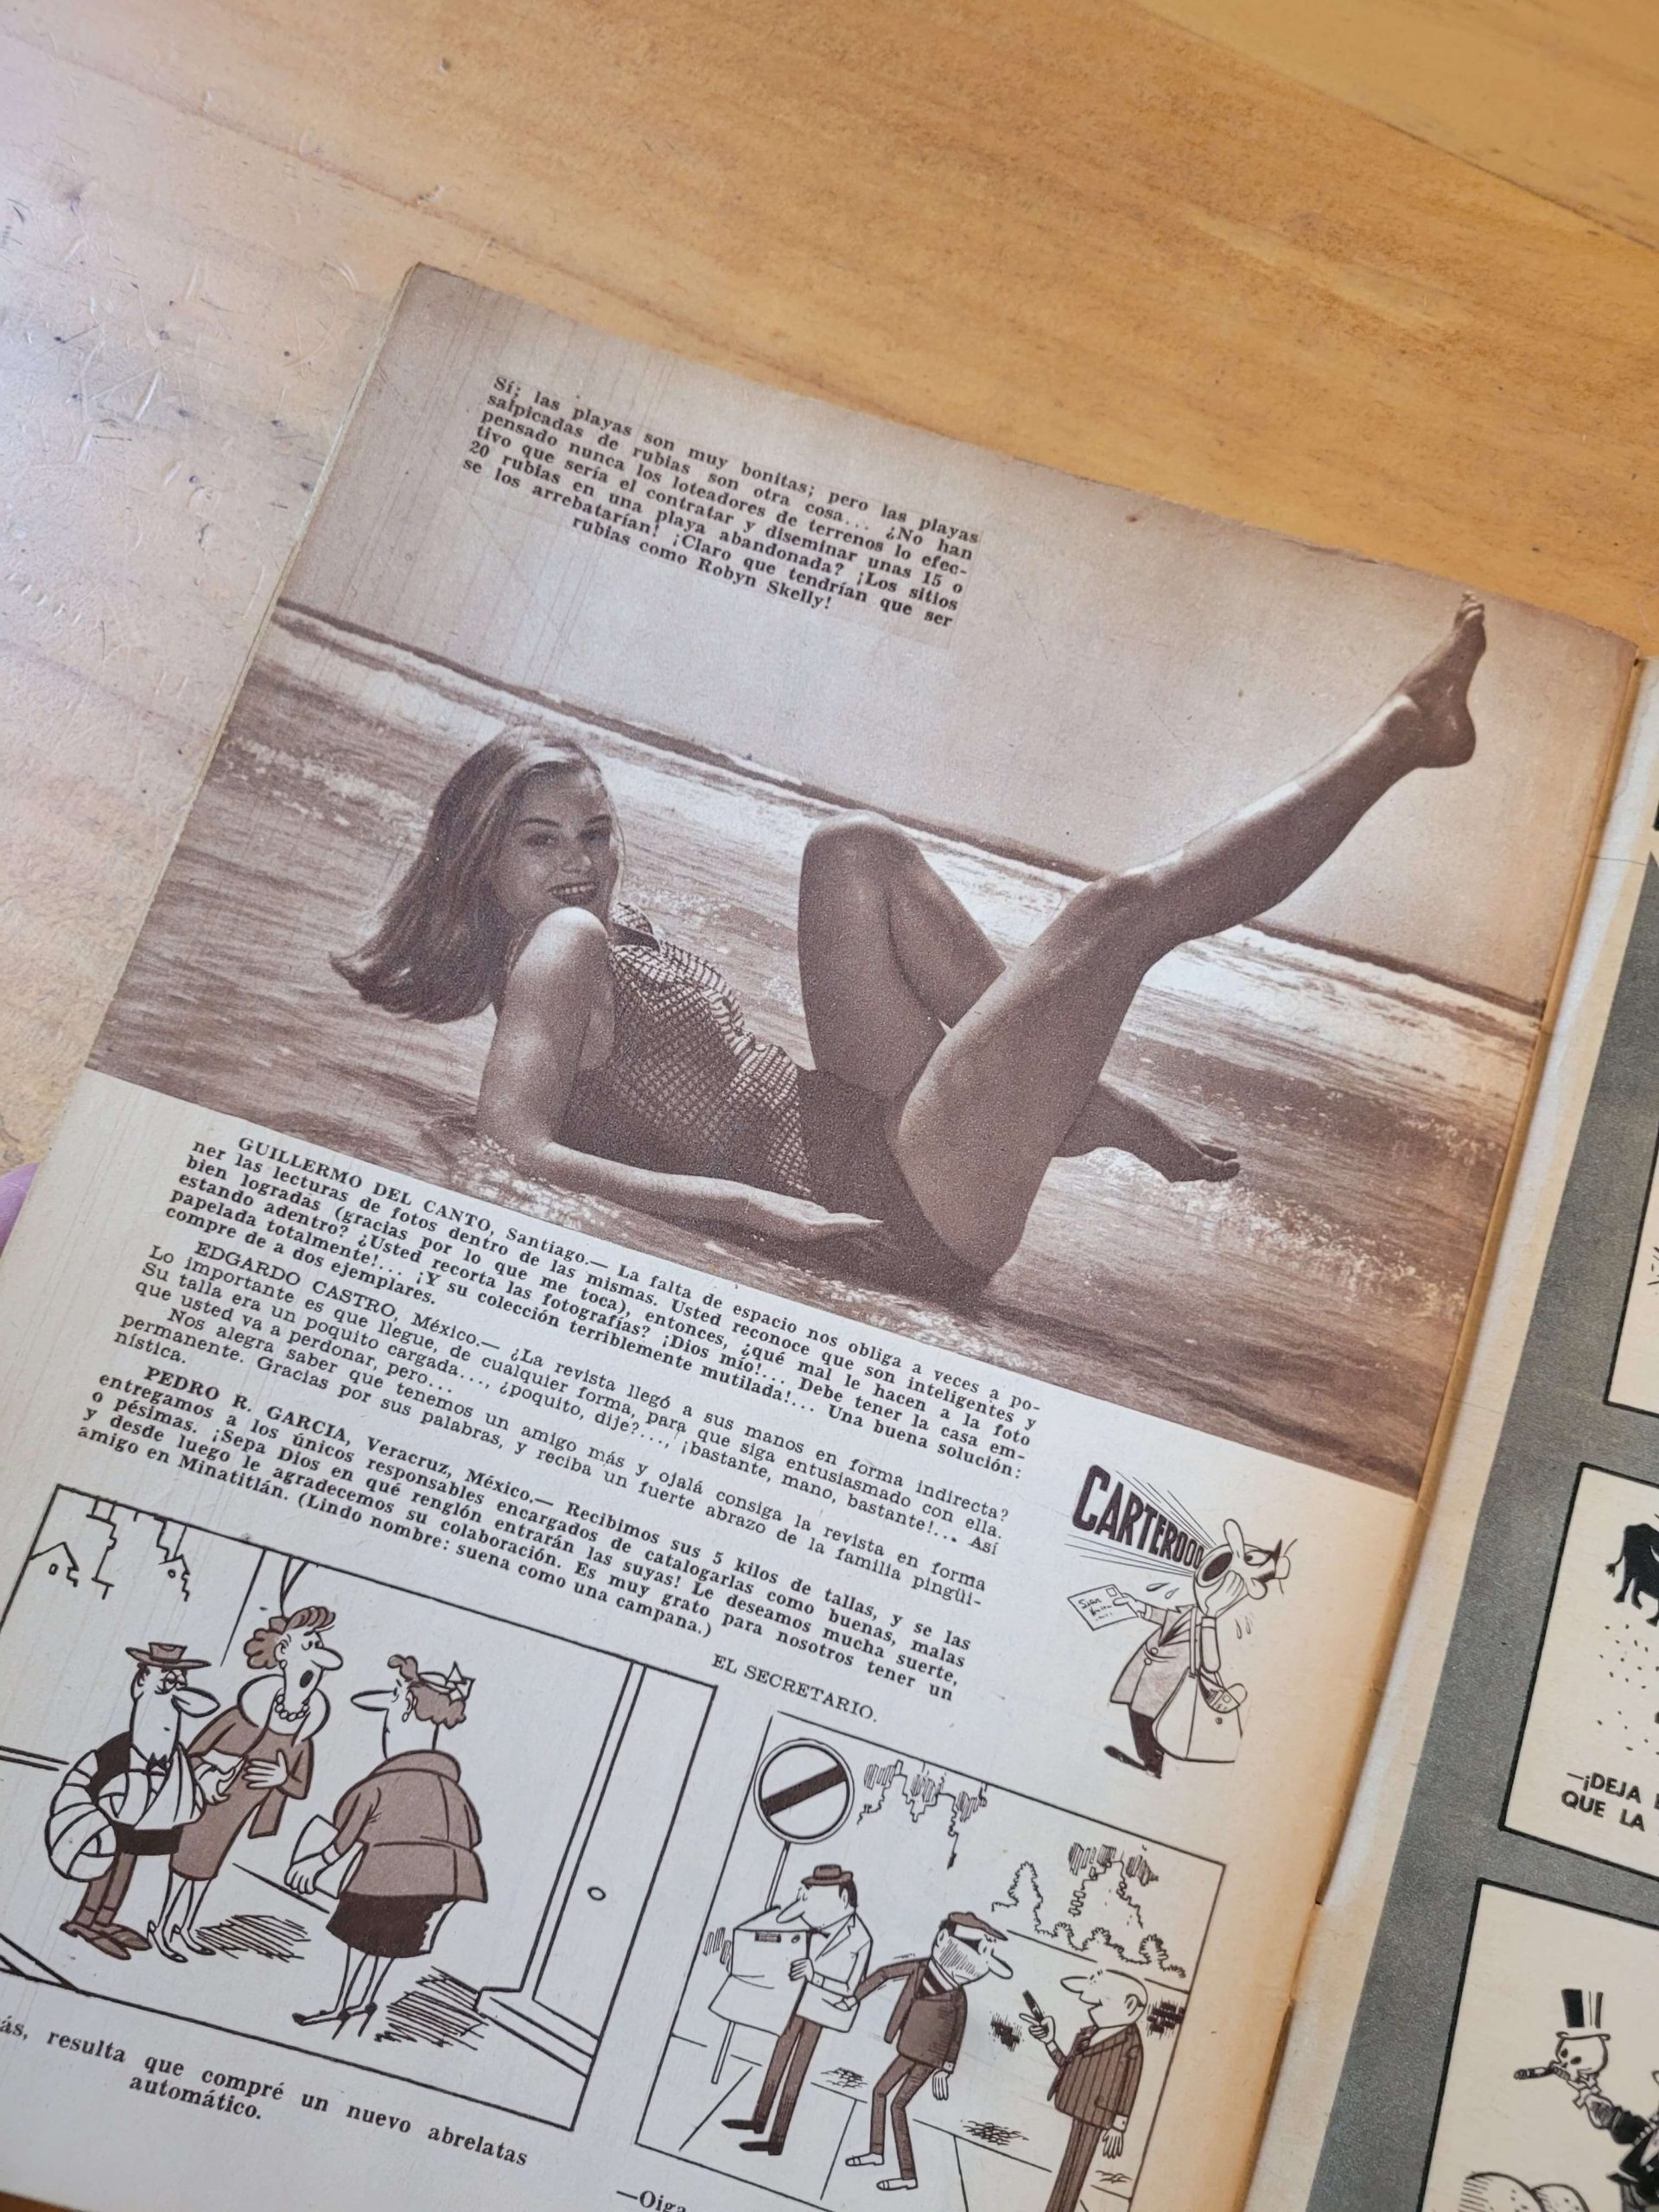 Sí; las playas son muy bonitas; pero las playas
salpicadas de rubias son otra cosa... ¿No han
pensado nunca los loteadores de terrenos lo efec-
tivo que sería el contratar y diseminar unas 15 o
20 rubias en una playa abandonada? ¡Los sitios
se los arrebatarían! ¡Claro que tendrían que ser
rubias como Robyn Skelly!
GUILLERMO DEL CANTO, Santiago.— La falta de espacio nos obliga a veces a po-
ner las lecturas de fotos dentro de las mismas. Usted reconoce que son inteligentes y
bien logradas (gracias por lo que me toca), entonces, ¿qué mal le hacen a la foto
estando adentro? ¿Usted recorta las fotografías? ¡Dios mío!... Debe tener la casa em-
papelada totalmente!... ¡Y su colección terriblemente mutilada!... Una buena solución:
compre de a dos ejemplares.
EDGARDO CASTRO, México.— ¿La revista llegó a sus manos en forma indirecta?
Lo importante es que llegue, de cualquier forma, para que siga entusiasmado con ella.
Su talla era un poquito cargada..., ¿poquito, dije?..., ¡bastante, mano, bastante!... Así
que usted va a perdonar, pero...
Nos alegra saber que tenemos un amigo más y ojalá consiga la revista en forma
permanente. Gracias por sus palabras, y reciba un fuerte abrazo de la familia pingüi-
nística.
PEDRO R. GARCIA, Veracruz, México.— Recibimos sus 5 kilos de tallas, y se las
entregamos a los únicos responsables encargados de catalogarlas como buenas, malas
o pésimas. ¡Sepa Dios en qué renglón entrarán las suyas! Le deseamos mucha suerte,
y desde luego le agradecemos su colaboración. Es muy grato para nosotros tener un
amigo en Minatitlán. (Lindo nombre: suena como una campana.)
EL SECRETARIO.
CARTEROOO
ás, resulta que compré un nuevo abrelatas
automático.
—Oiga
—¡DEJA
QUE LA